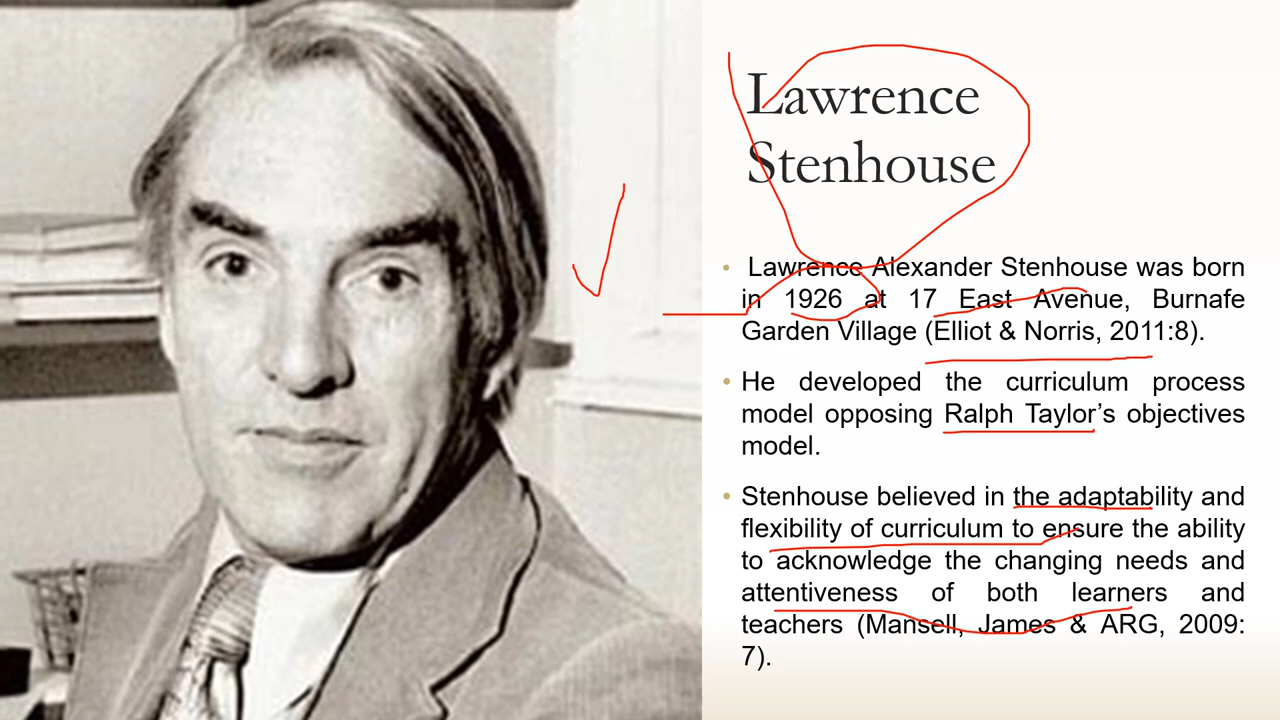 Lawrence
Stenhouse
• Lawrence Alexander Stenhouse was born
in 1926 at 17 East Avenue, Burnafe
Garden Village (Elliot & Norris, 2011:8).
• He developed the curriculum process
model opposing Ralph Taylor's objectives
model.
• Stenhouse believed in the adaptability and
flexibility of curriculum to ensure the ability
to acknowledge the changing needs and
attentiveness of both learners and
teachers (Mansell, James & ARG, 2009:
7).